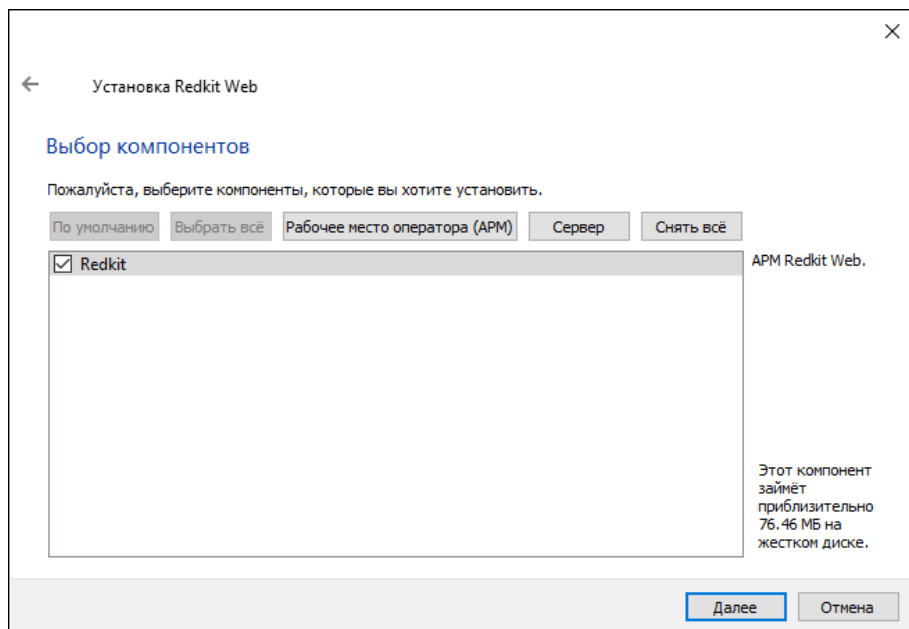 Установка Redkit Web
Выбор компонентов
Пожалуйста, выберите компоненты, которые вы хотите установить.
По умолчанию
Выбрать всё
Рабочее место оператора (АРМ)
Сервер
Снять всё
Redkit
АРМ Redkit Web.
Этот компонент
займёт
приблизительно
76.46 МБ на
жестком диске.
Далее
Отмена